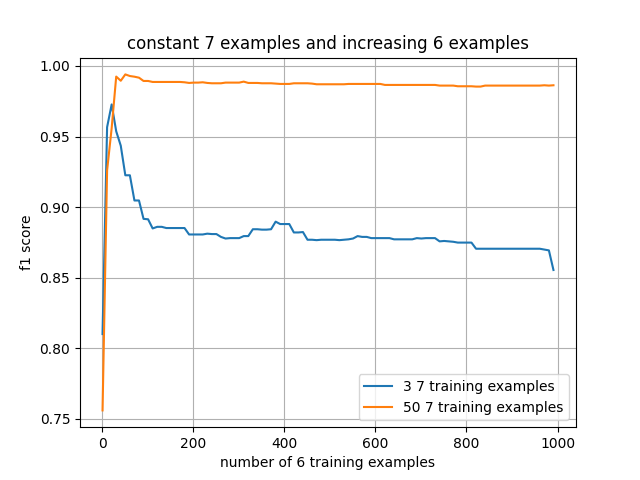 constant 7 examples and increasing 6 examples
f1 score
1.00
0.95
0.90
0.85
0.80
0.75
0
200
400
600
800
1000
number of 6 training examples
3 7 training examples
50 7 training examples